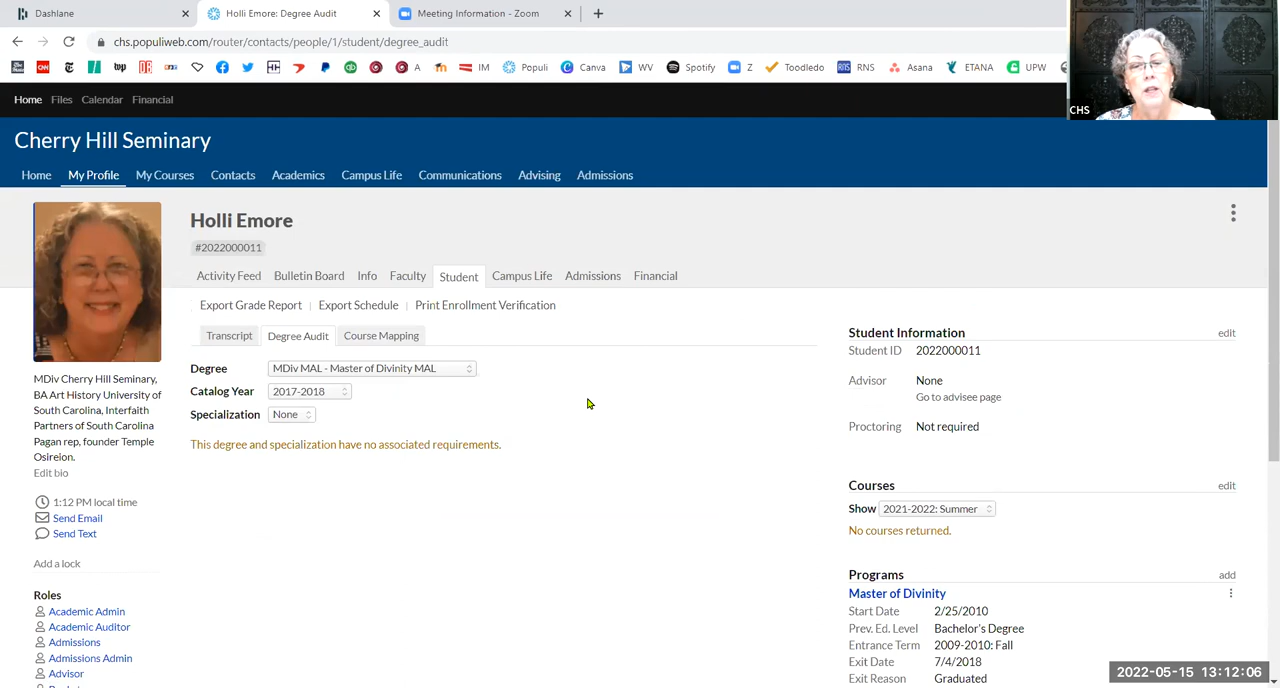 Dashlane
Holli Emore: Degree Audit
Meeting Information - Zoom
chs.populiweb.com/router/contacts/people/1/student/degree_audit
CNN
wp
A
IM
Populi
Canva
WV
Spotify
Z
Toodledo
RNS
RNS
Asana
ETANA
UPW
CHS
Home Files Calendar Financial
Cherry Hill Seminary
Home My Profile My Courses Contacts Academics Campus Life Communications Advising Admissions
Holli Emore
#2022000011
Activity Feed Bulletin Board Info Faculty Student Campus Life Admissions Financial
Export Grade Report | Export Schedule | Print Enrollment Verification
Transcript Degree Audit Course Mapping
Degree MDiv MAL - Master of Divinity MAL
Catalog Year 2017-2018
Specialization None
This degree and specialization have no associated requirements.
MDiv Cherry Hill Seminary,
BA Art History University of
South Carolina, Interfaith
Partners of South Carolina
Pagan rep, founder Temple
Osireion.
Edit bio
1:12 PM local time
Send Email
Send Text
Add a lock
Roles
Academic Admin
Academic Auditor
Admissions
Admissions Admin
Advisor
Student Information edit
Student ID 2022000011
Advisor None
Go to advisee page
Proctoring Not required
Courses edit
Show 2021-2022: Summer
No courses returned.
Programs add
Master of Divinity
Start Date 2/25/2010
Prev. Ed. Level Bachelor's Degree
Entrance Term 2009-2010: Fall
Exit Date 7/4/2018
Exit Reason Graduated
2022-05-15 13:12:06